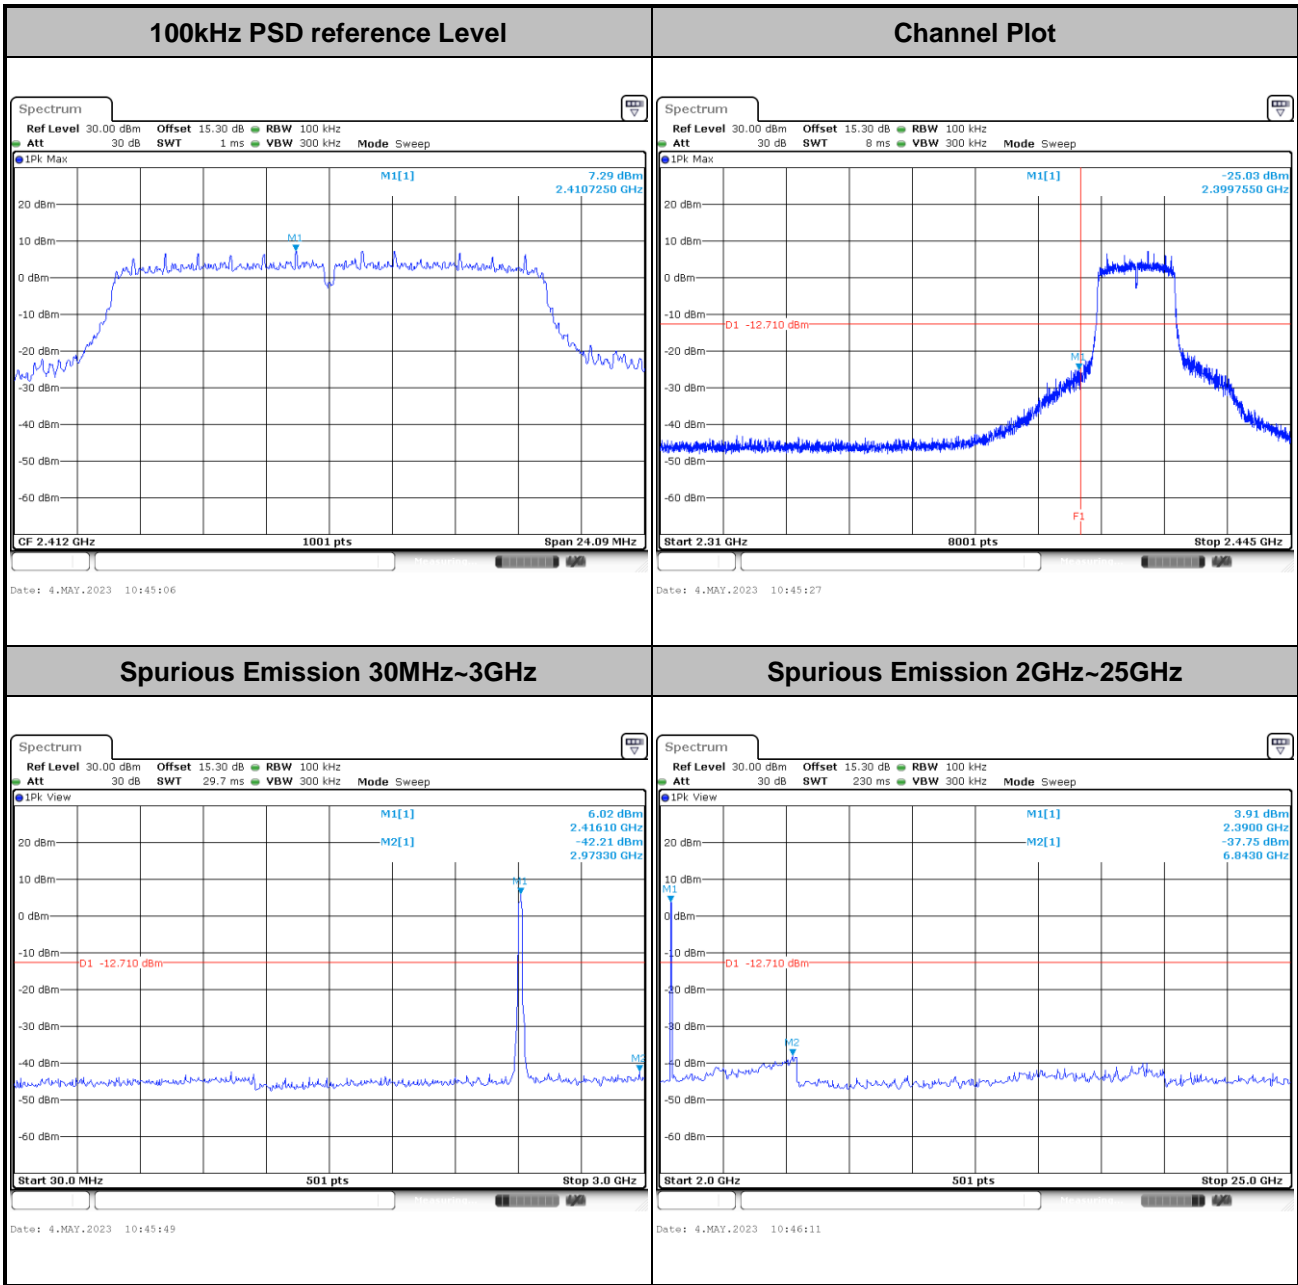 100kHz PSD reference Level
Channel Plot
Spectrum
Ref Level 30.00 dBm Offset 15.30 dB RBW 100 kHz
Att 30 dB SWT 1 ms VBW 300 kHz Mode Sweep
1Pk Max
M1[1] 7.29 dBm
2.4107250 GHz
20 dBm
10 dBm
M1
0 dBm
-10 dBm
-20 dBm
-30 dBm
-40 dBm
-50 dBm
-60 dBm
CF 2.412 GHz 1001 pts Span 24.09 MHz
Measuring...
Date: 4.MAY.2023 10:45:06
Spectrum
Ref Level 30.00 dBm Offset 15.30 dB RBW 100 kHz
Att 30 dB SWT 8 ms VBW 300 kHz Mode Sweep
1Pk Max
M1[1] -25.03 dBm
2.3997550 GHz
20 dBm
10 dBm
0 dBm
-10 dBm
D1 -12.710 dBm
-20 dBm
M1
-30 dBm
-40 dBm
-50 dBm
-60 dBm
F1
Start 2.31 GHz 8001 pts Stop 2.445 GHz
Measuring...
Date: 4.MAY.2023 10:45:27
Spurious Emission 30MHz~3GHz
Spurious Emission 2GHz~25GHz
Spectrum
Ref Level 30.00 dBm Offset 15.30 dB RBW 100 kHz
Att 30 dB SWT 29.7 ms VBW 300 kHz Mode Sweep
1Pk View
M1[1] 6.02 dBm
2.41610 GHz
M2[1] -42.21 dBm
2.97330 GHz
20 dBm
10 dBm
M1
0 dBm
-10 dBm
D1 -12.710 dBm
-20 dBm
-30 dBm
-40 dBm
M2
-50 dBm
-60 dBm
Start 30.0 MHz 501 pts Stop 3.0 GHz
Measuring...
Date: 4.MAY.2023 10:45:49
Spectrum
Ref Level 30.00 dBm Offset 15.30 dB RBW 100 kHz
Att 30 dB SWT 230 ms VBW 300 kHz Mode Sweep
1Pk View
M1[1] 3.91 dBm
2.3900 GHz
M2[1] -37.75 dBm
6.8430 GHz
20 dBm
10 dBm
M1
0 dBm
-10 dBm
D1 -12.710 dBm
-20 dBm
-30 dBm
M2
-40 dBm
-50 dBm
-60 dBm
Start 2.0 GHz 501 pts Stop 25.0 GHz
Measuring...
Date: 4.MAY.2023 10:46:11